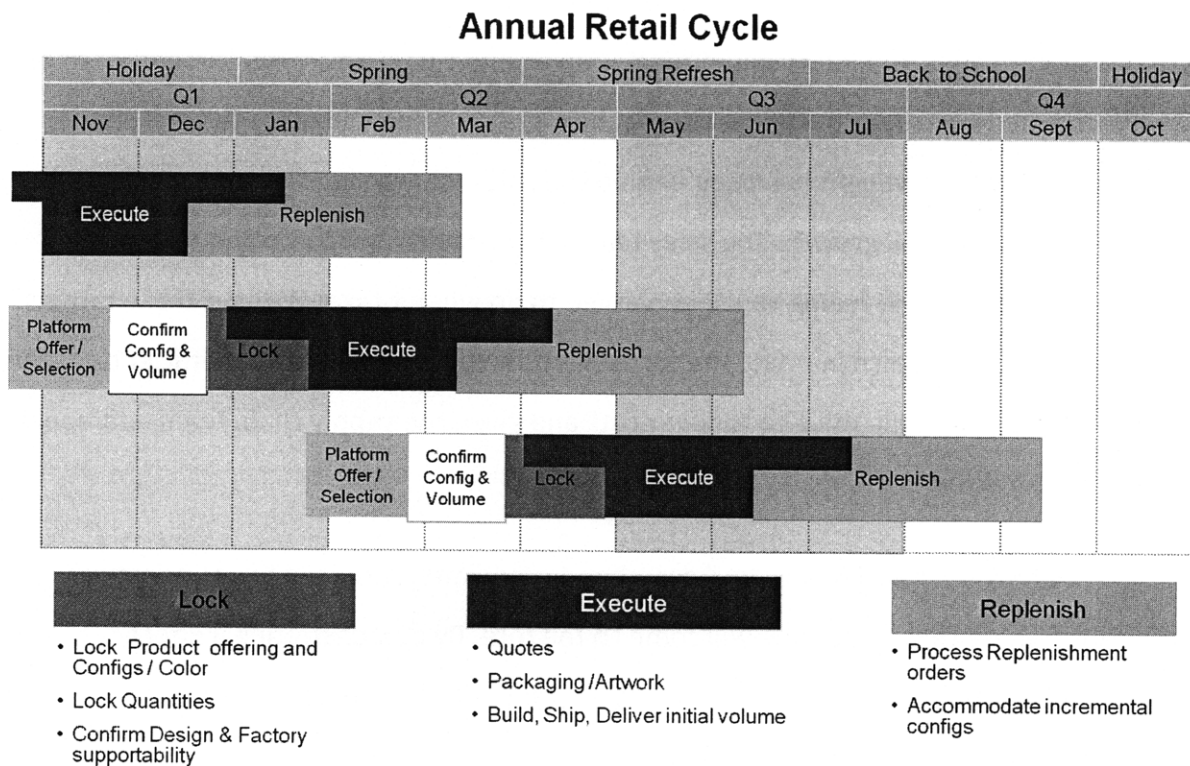 Annual Retail Cycle
Holiday Spring Spring Refresh Back to School Holiday
Q1 Q2 Q3 Q4
Nov Dec Jan Feb Mar Apr May Jun Jul Aug Sept Oct
Execute Replenish
Platform
Offer /
Selection
Confirm
Config &
Volume
Lock Execute Replenish
Platform
Offer /
Selection
Confirm
Config &
Volume
Lock Execute Replenish
Lock
• Lock Product offering and
Configs / Color
• Lock Quantities
• Confirm Design & Factory
supportability
Execute
• Quotes
• Packaging /Artwork
• Build, Ship, Deliver initial volume
Replenish
• Process Replenishment
orders
• Accommodate incremental
configs